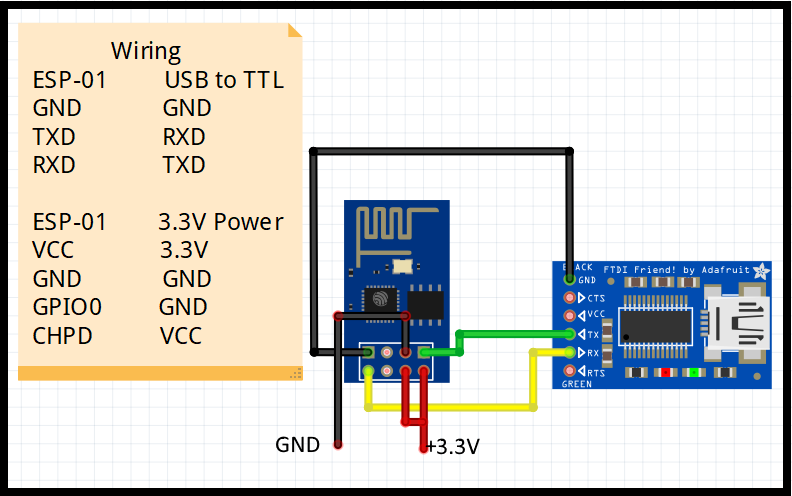 Wiring
ESP-01 USB to TTL
GND GND
TXD RXD
RXD TXD
ESP-01 3.3V Power
VCC 3.3V
GND GND
GPIO0 GND
CHPD VCC
BLACK
FTDI Friend! by Adafruit
GND
CTS
VCC
TX
RX
RTS
GREEN
GND
+3.3V